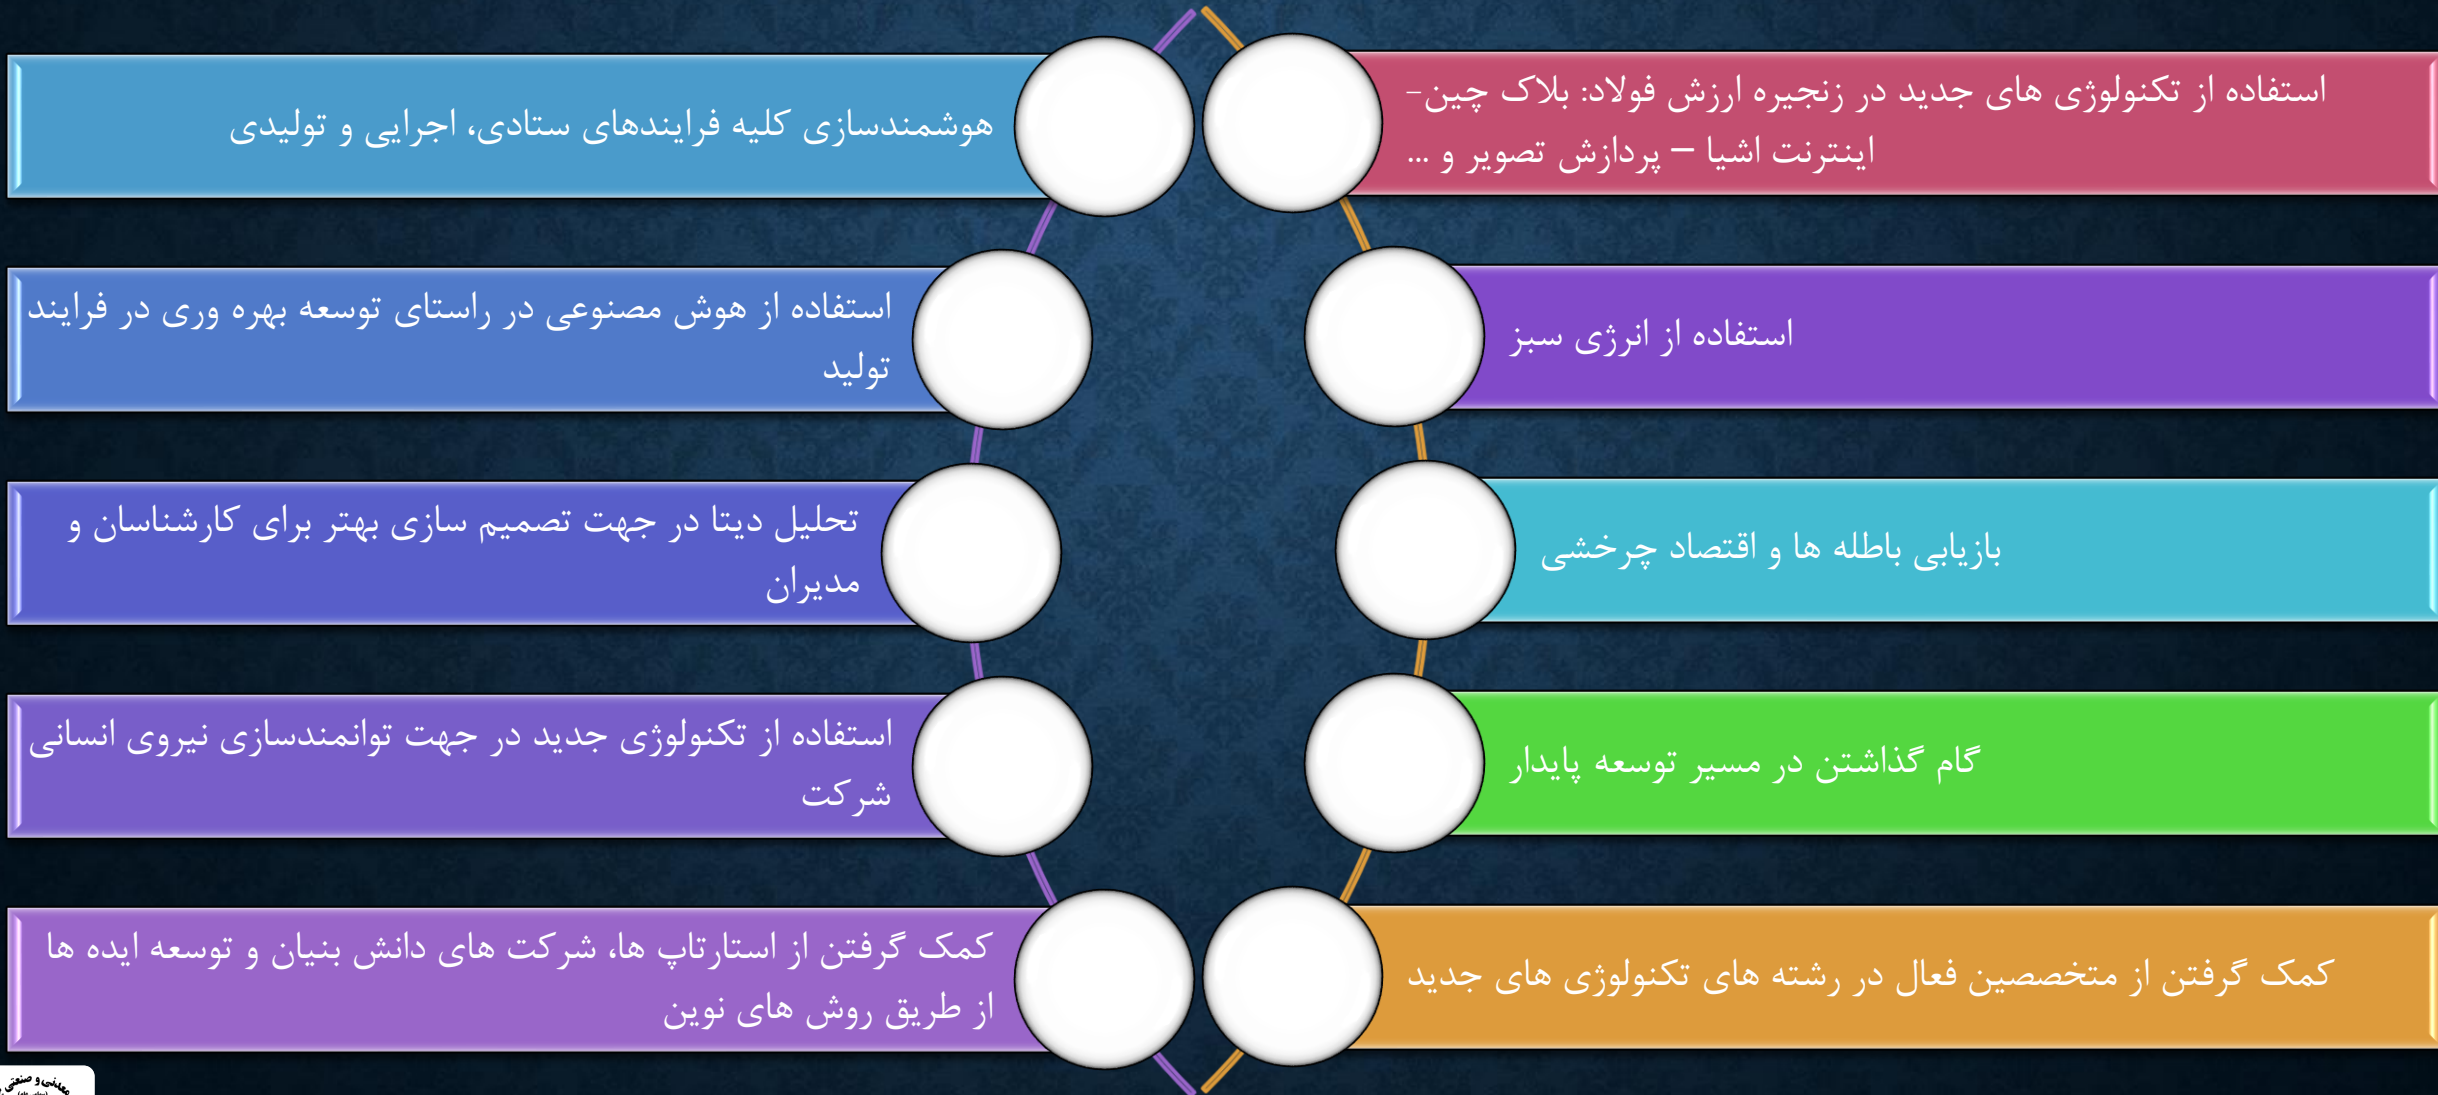 استفاده از تکنولوژی های جدید در زنجیره ارزش فولاد: بلاک چین-
اینترنت اشیا – پردازش تصویر و ...
استفاده از انرژی سبز
بازیابی باطله ها و اقتصاد چرخشی
گام گذاشتن در مسیر توسعه پایدار
کمک گرفتن از متخصصین فعال در رشته های تکنولوژی های جدید
هوشمندسازی کلیه فرایندهای ستادی، اجرایی و تولیدی
استفاده از هوش مصنوعی در راستای توسعه بهره وری در فرایند
تولید
تحلیل دیتا در جهت تصمیم سازی بهتر برای کارشناسان و
مدیران
استفاده از تکنولوژی جدید در جهت توانمندسازی نیروی انسانی
شرکت
کمک گرفتن از استارتاپ ها، شرکت های دانش بنیان و توسعه ایده ها
از طریق روش های نوین
معدنی و صنعتی